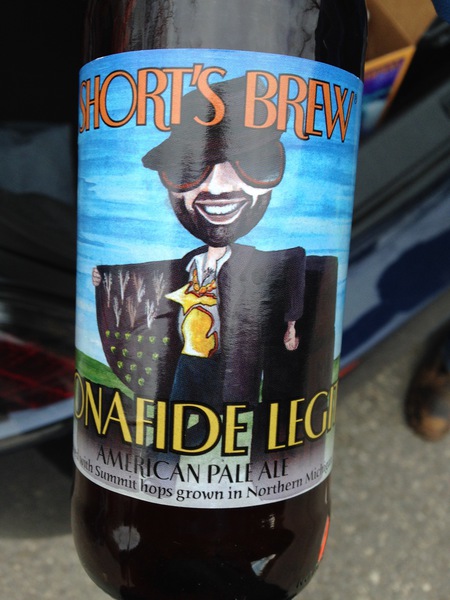 SHORT'S BREW
ONAFIDE LEGI
AMERICAN PALE ALE
with Summit hops grown in Northern Mich